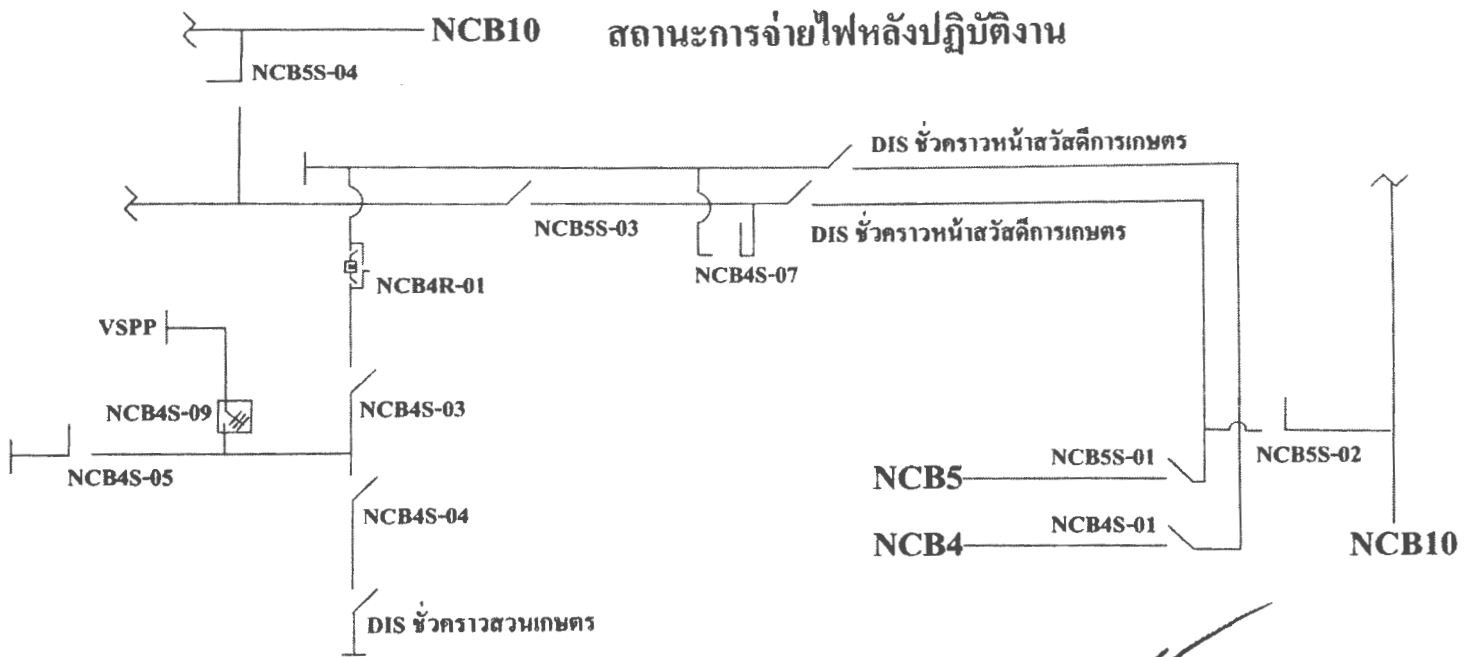 NCB10 สถานะการจ่ายไฟหลังปฏิบัติงาน
NCB5S-04
DIS ชั่วคราวหน้าสวัสดีการเกษตร
NCB5S-03
DIS ชั่วคราวหน้าสวัสดีการเกษตร
NCB4S-07
NCB4R-01
VSPP
NCB4S-09
NCB4S-03
NCB4S-05
NCB5
NCB5S-01
NCB5S-02
NCB4S-04
NCB4
NCB4S-01
NCB10
DIS ชั่วคราวสวนเกษตร